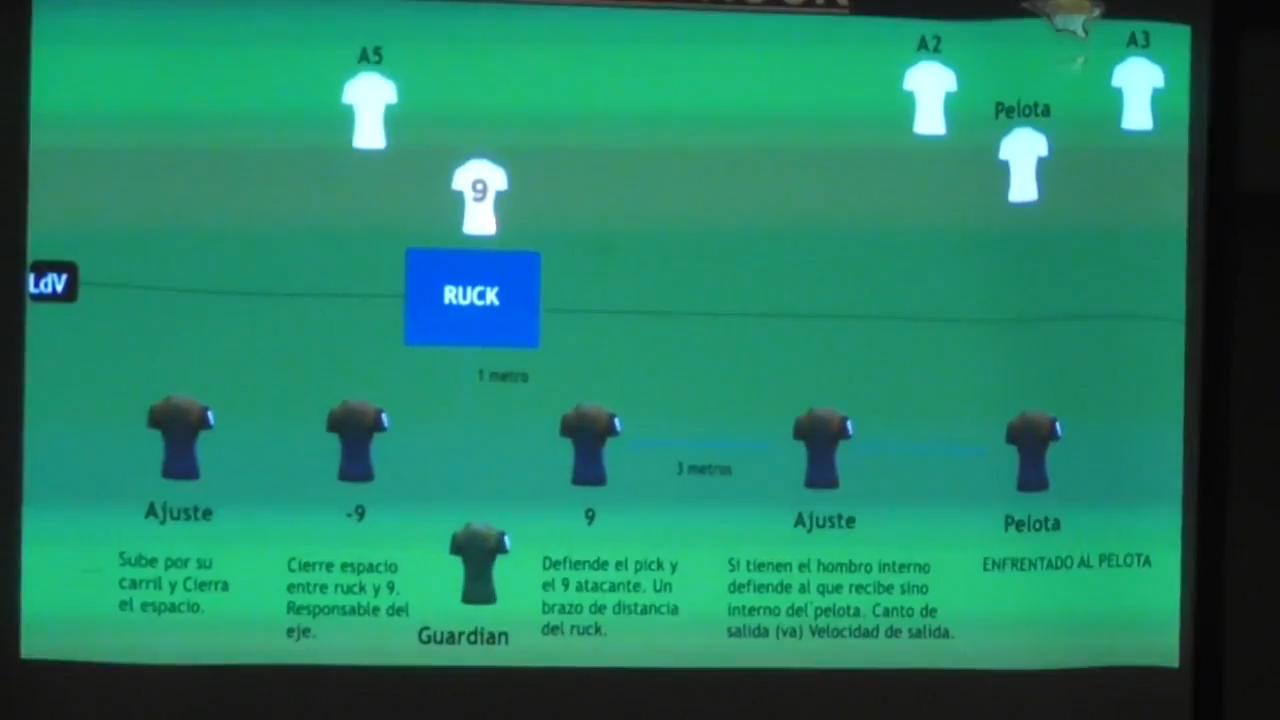 A5
A2
A3
Pelota
9
LdV
RUCK
1 metro
3 metros
Ajuste
-9
9
Ajuste
Pelota
Sube por su
carril y Cierra
el espacio.
Cierre espacio
entre ruck y 9.
Responsable del
eje.
Guardian
Defiende el pick y
el 9 atacante. Un
brazo de distancia
del ruck.
Si tienen el hombro interno
defiende al que recibe sino
interno del pelota. Canto de
salida (va) Velocidad de salida.
ENFRENTADO AL PELOTA